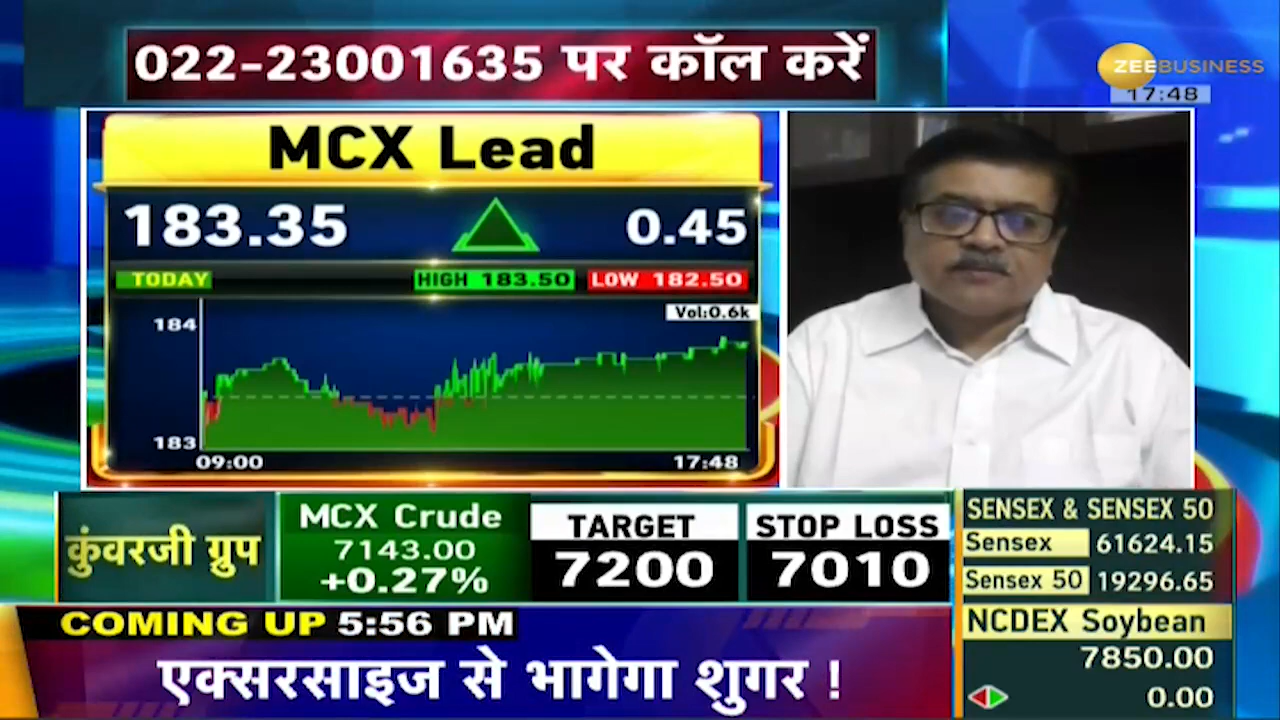 022-23001635 पर कॉल करें
ZEEBUSINESS
17:48
MCX Lead
183.35 0.45
TODAY HIGH 183.50 LOW 182.50
Vol:0.6k
184
183
09:00 17:48
कुंवरजी ग्रुप
MCX Crude
7143.00
+0.27%
TARGET
7200
STOP LOSS
7010
SENSEX & SENSEX 50
Sensex 61624.15
Sensex 50 19296.65
NCDEX Soybean
7850.00
0.00
COMING UP 5:56 PM
एक्सरसाइज से भागेगा शुगर !